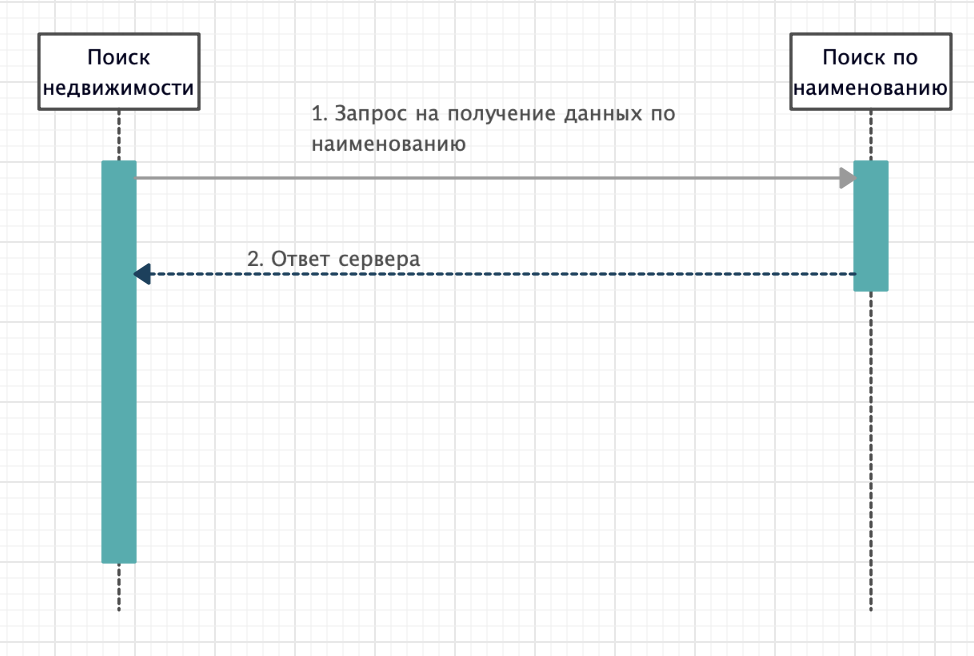 Поиск
недвижимости
Поиск по
наименованию
1. Запрос на получение данных по
наименованию
2. Ответ сервера